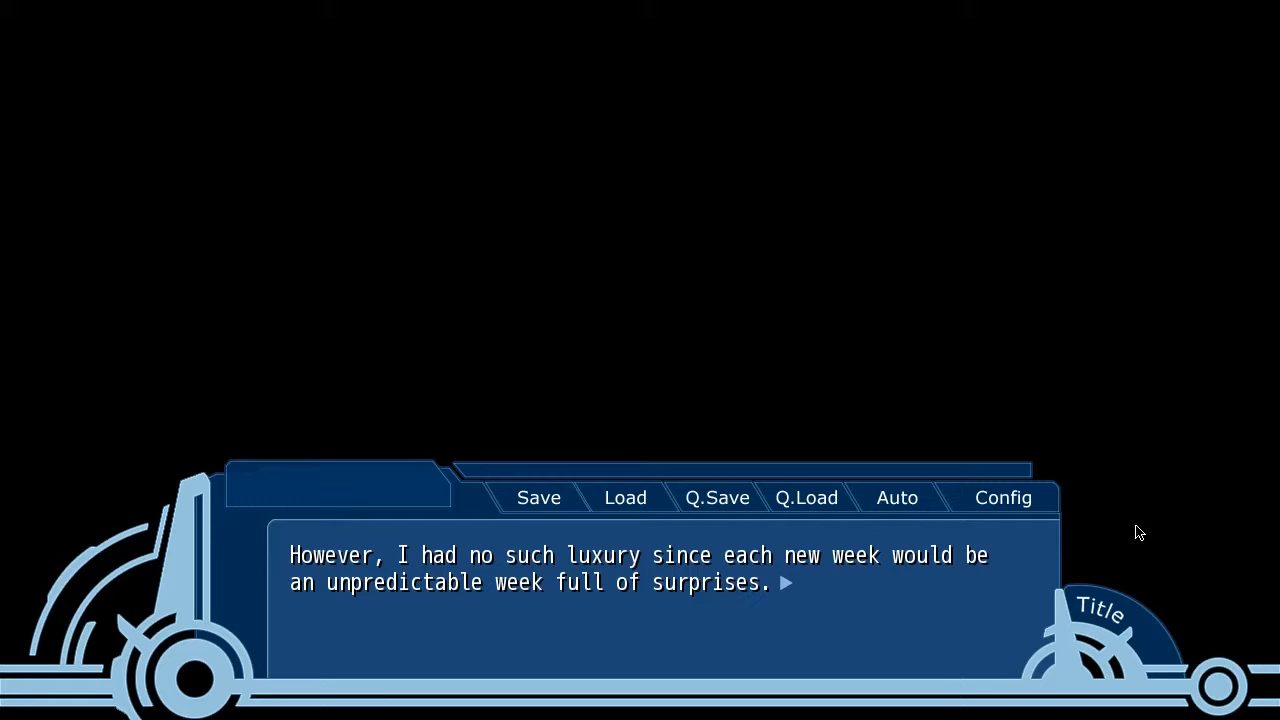 Save Load Q.Save Q.Load Auto Config
However, I had no such luxury since each new week would be
an unpredictable week full of surprises.
Title